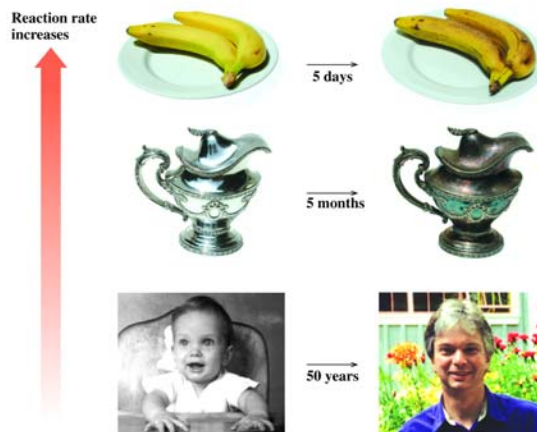 Reaction rate
increases
5 days
5 months
50 years